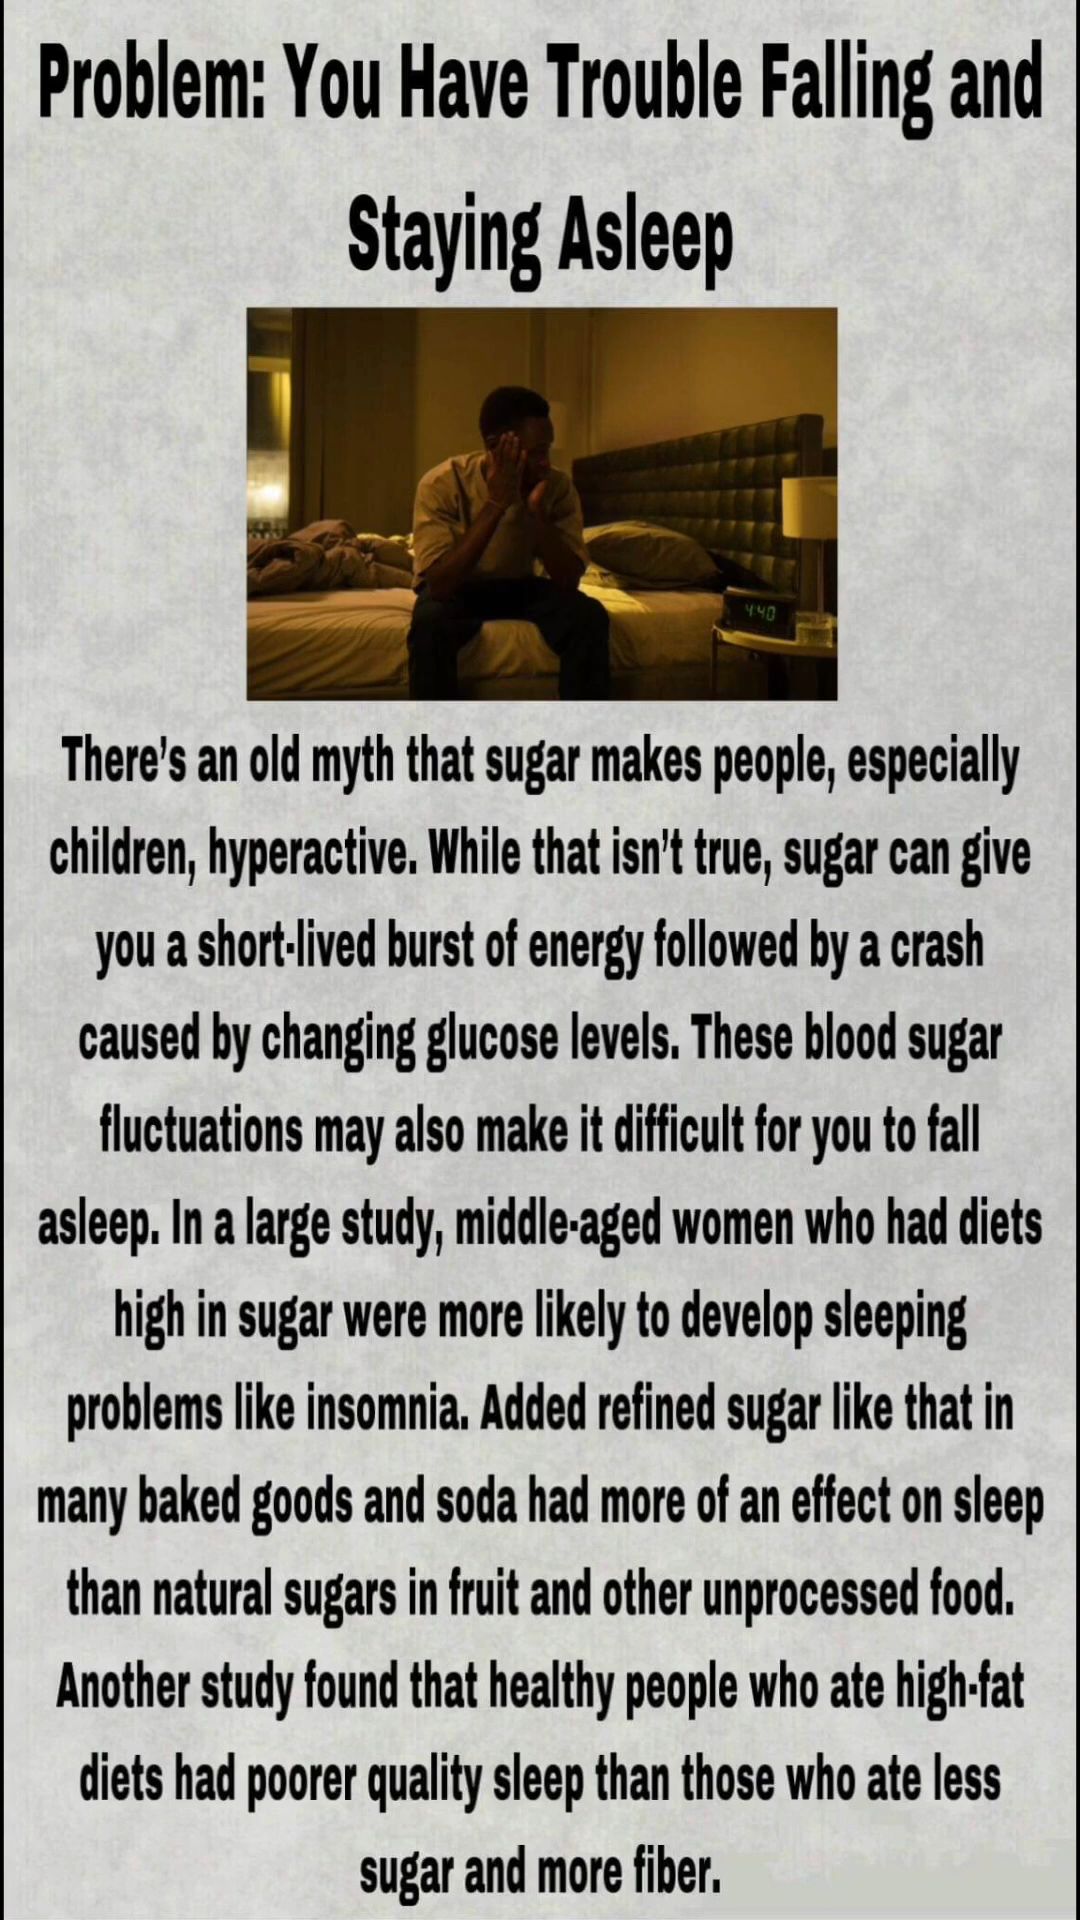 Problem: You Have Trouble Falling and
Staying Asleep
4:40
There's an old myth that sugar makes people, especially
children, hyperactive. While that isn't true, sugar can give
you a short-lived burst of energy followed by a crash
caused by changing glucose levels. These blood sugar
fluctuations may also make it difficult for you to fall
asleep. In a large study, middle-aged women who had diets
high in sugar were more likely to develop sleeping
problems like insomnia. Added refined sugar like that in
many baked goods and soda had more of an effect on sleep
than natural sugars in fruit and other unprocessed food.
Another study found that healthy people who ate high-fat
diets had poorer quality sleep than those who ate less
sugar and more fiber.